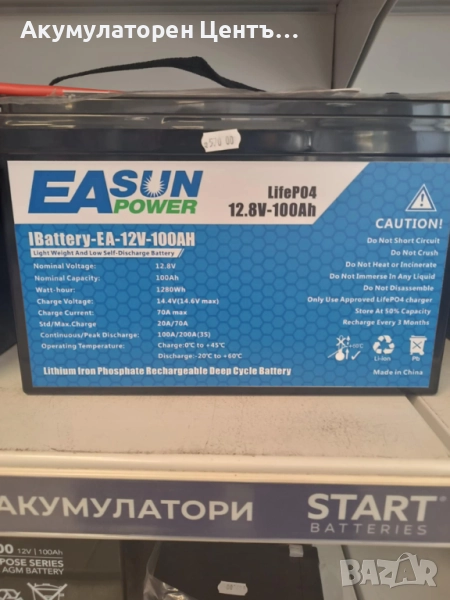 Акумулаторен Центъ...
EASUN
POWER
LifePO4
12.8V-100Ah
IBattery-EA-12V-100AH
Light Weight And Low Self-Discharge Battery
Nominal Voltage: 12.8V
Nominal Capacity: 100Ah
Watt-hour: 1280Wh
Charge Voltage: 14.4V(14.6V max)
Charge Current: 70A max
Std/Max.Charge 20A/70A
Continuous/Peak Discharge: 100A/200A(3S)
Operating Temperature: Charge:0℃ to +45℃
Discharge:-20℃ to +60℃
Lithium Iron Phosphate Rechargeable Deep Cycle Battery
CAUTION!
Do Not Short Circuit
Do Not Crush
Do Not Heat or Incinerate
Do Not Immerse In Any Liquid
Do Not Disassemble
Only Use Approved LifePO4 charger
Store At 50% Capacity
Recharge Every 3 Months
Li-ion
Pb
Made in China
АКУМУЛАТОРИ
START
BATTERIES
00 12V | 100Ah
POSE SERIES
AGM BATTERY
BAZAR